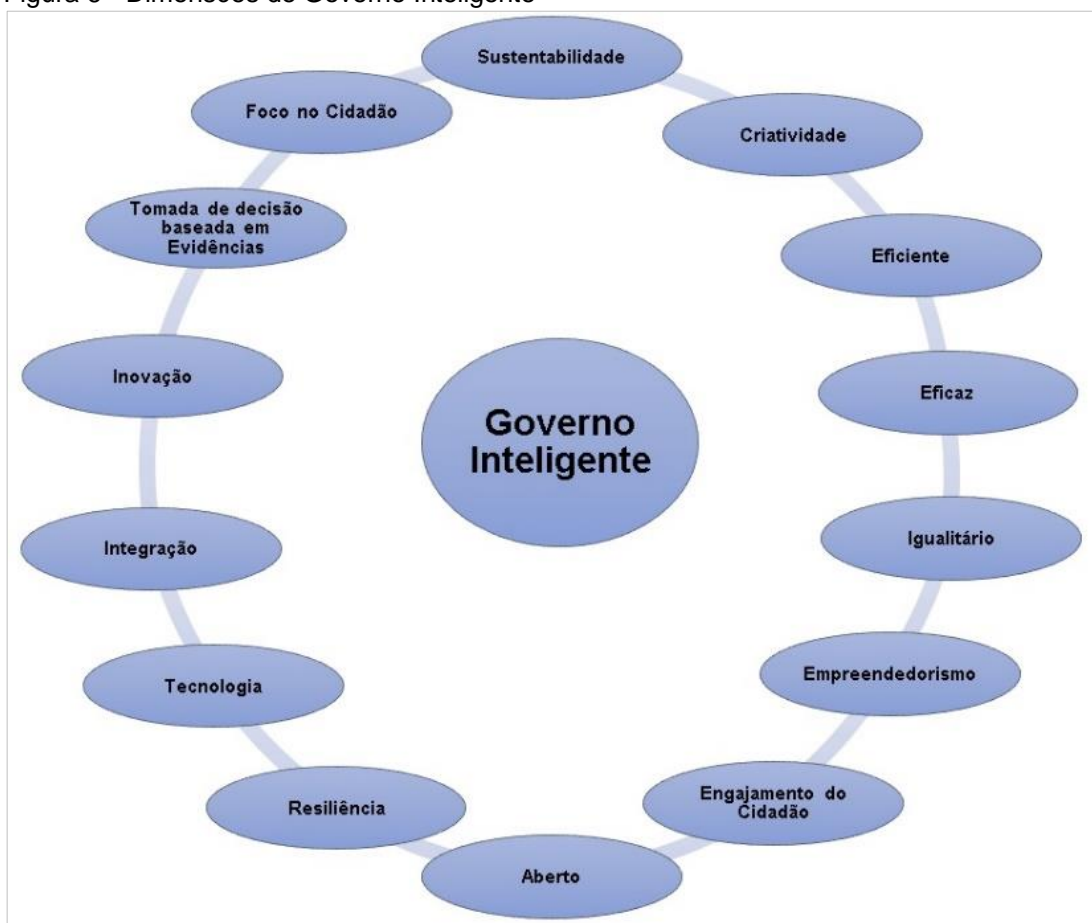 Sustentabilidade
Foco no Cidadão
Criatividade
Tomada de decisão
baseada em
Evidências
Eficiente
Inovação
Eficaz
Governo
Inteligente
Integração
Igualitário
Tecnologia
Empreendedorismo
Resiliência
Engajamento do
Cidadão
Aberto